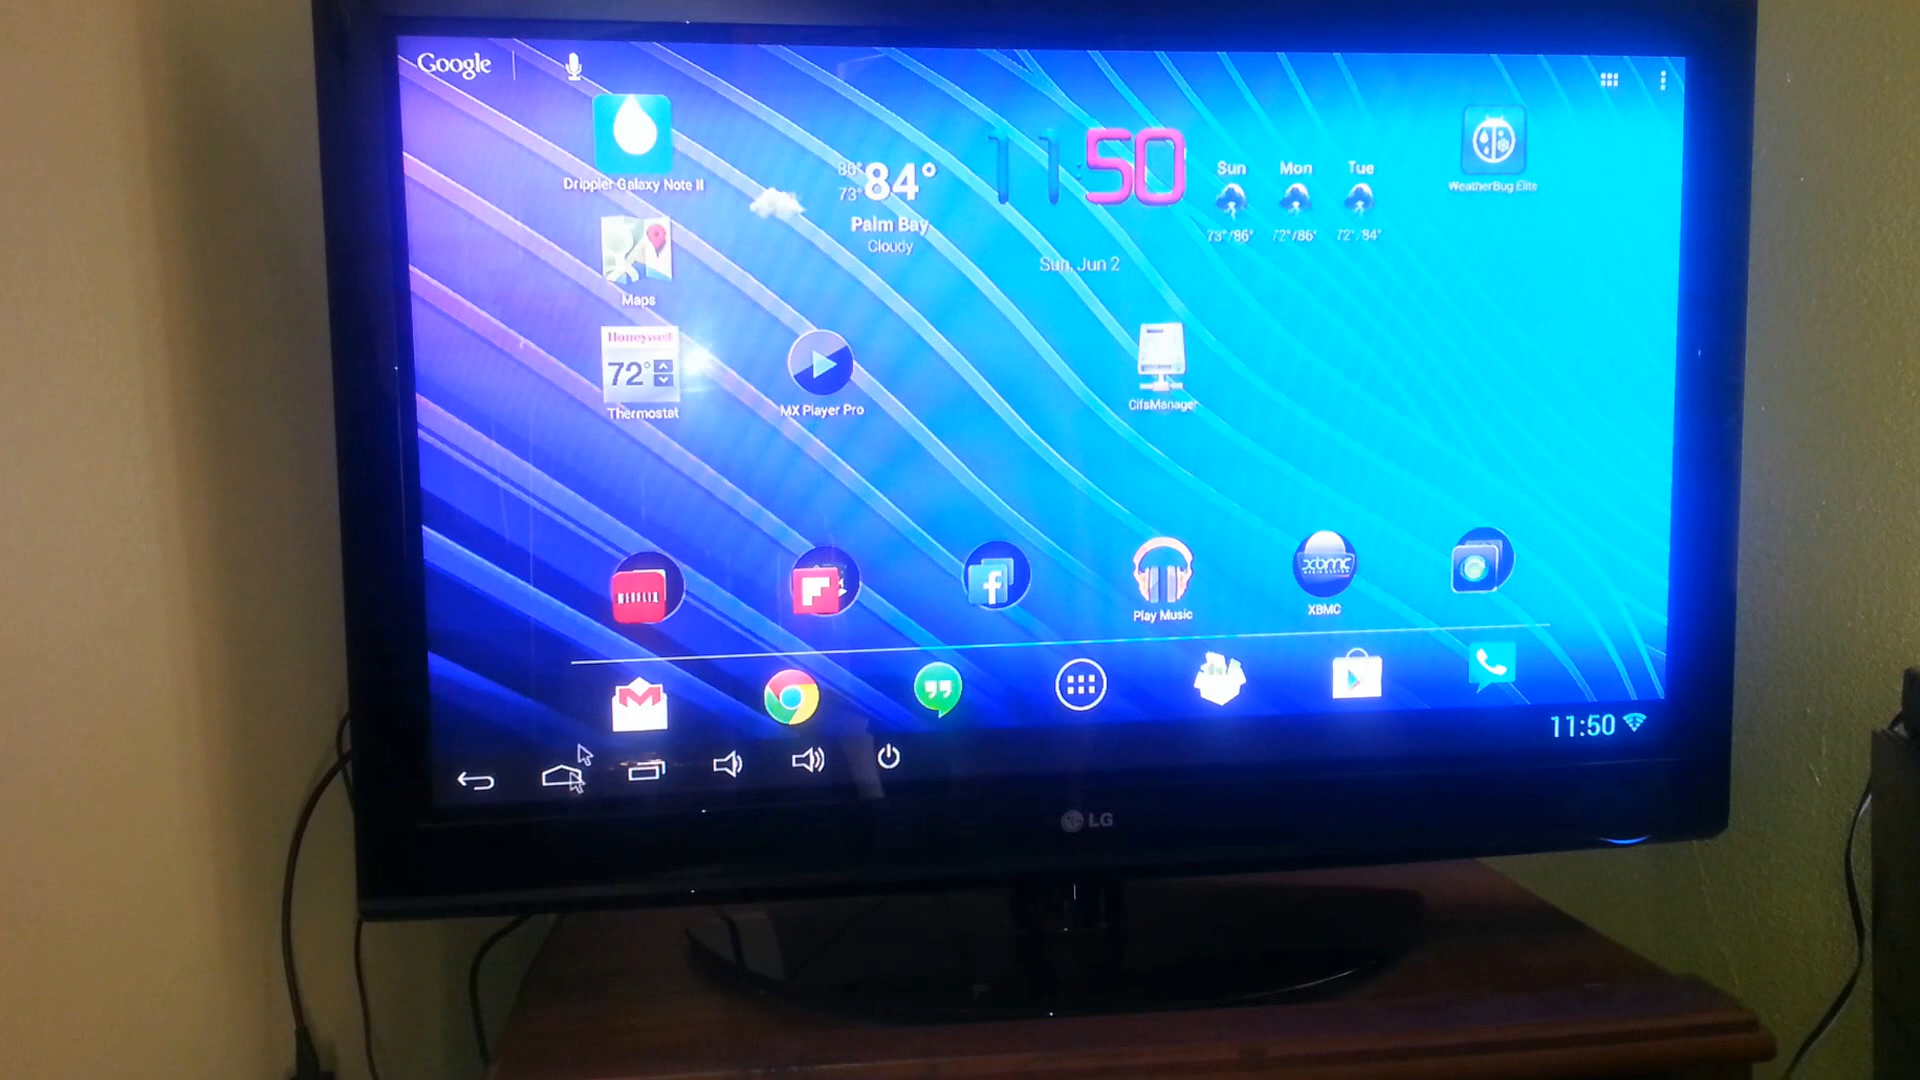 Google
Drippler Galaxy Note II
86°
73°
84°
Palm Bay
Cloudy
11:50
Sun, Jun 2
Sun Mon Tue
73°/86° 72°/86° 72°/84°
WeatherBug Elite
Maps
Honeywell
72°
Thermostat
MX Player Pro
CifsManager
NETFLIX
Play Music
xbmc
XBMC
11:50
LG